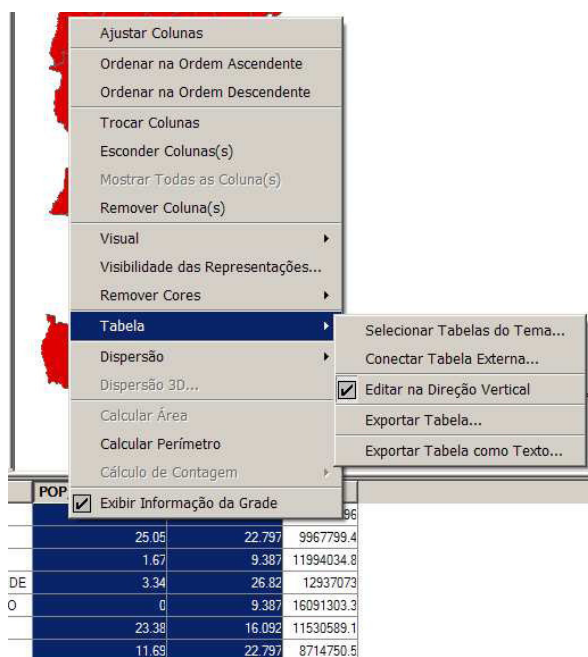 Ajustar Colunas
Ordenar na Ordem Ascendente
Ordenar na Ordem Descendente
Trocar Colunas
Esconder Colunas(s)
Mostrar Todas as Coluna(s)
Remover Coluna(s)
Visual
Visibilidade das Representações...
Remover Cores
Tabela
Selecionar Tabelas do Tema...
Conectar Tabela Externa...
Editar na Direção Vertical
Exportar Tabela...
Exportar Tabela como Texto...
Dispersão
Dispersão 3D...
Calcular Área
Calcular Perímetro
Cálculo de Contagem
Exibir Informação da Grade
POP
96
25.05 22.797 9967799.4
1.67 9.387 11994034.8
DE 3.34 26.82 12937073
O 0 9.387 16091303.3
23.38 16.092 11530589.1
11.69 22.797 8714750.5